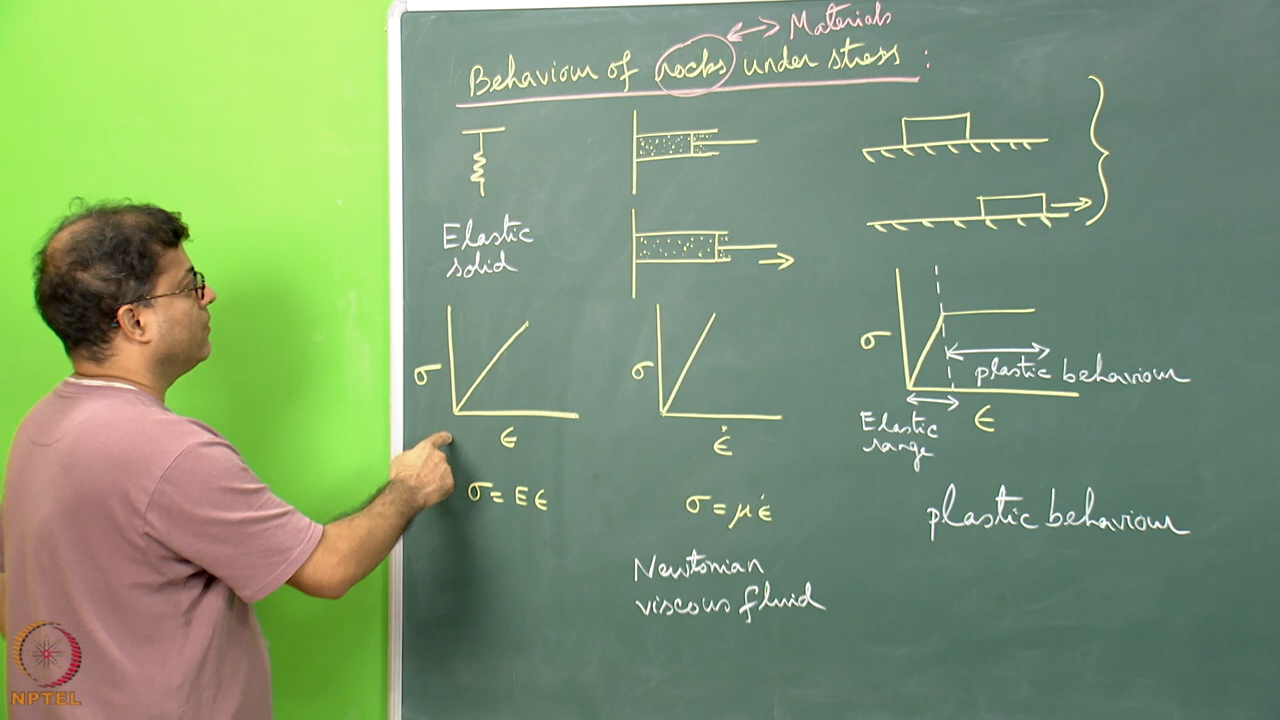 Materials
Behaviour of rocks under stress :
Elastic
solid
σ
ϵ
σ = E ϵ
σ
ϵ̇
σ = μ ϵ̇
Newtonian
viscous fluid
σ
plastic behaviour
Elastic
range
ϵ
plastic behaviour
NPTEL